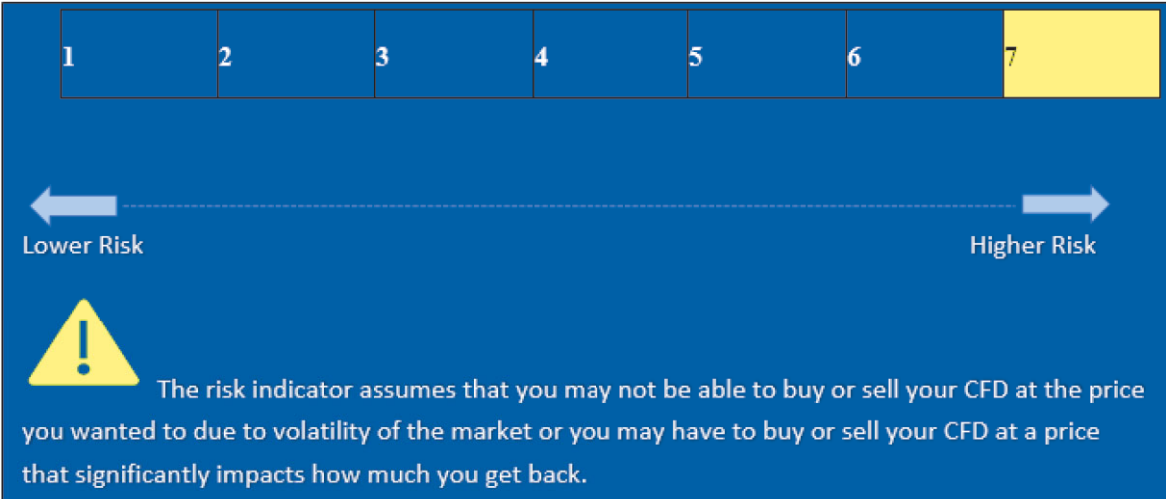 1 2 3 4 5 6 7
Lower Risk Higher Risk
The risk indicator assumes that you may not be able to buy or sell your CFD at the price
you wanted to due to volatility of the market or you may have to buy or sell your CFD at a price
that significantly impacts how much you get back.